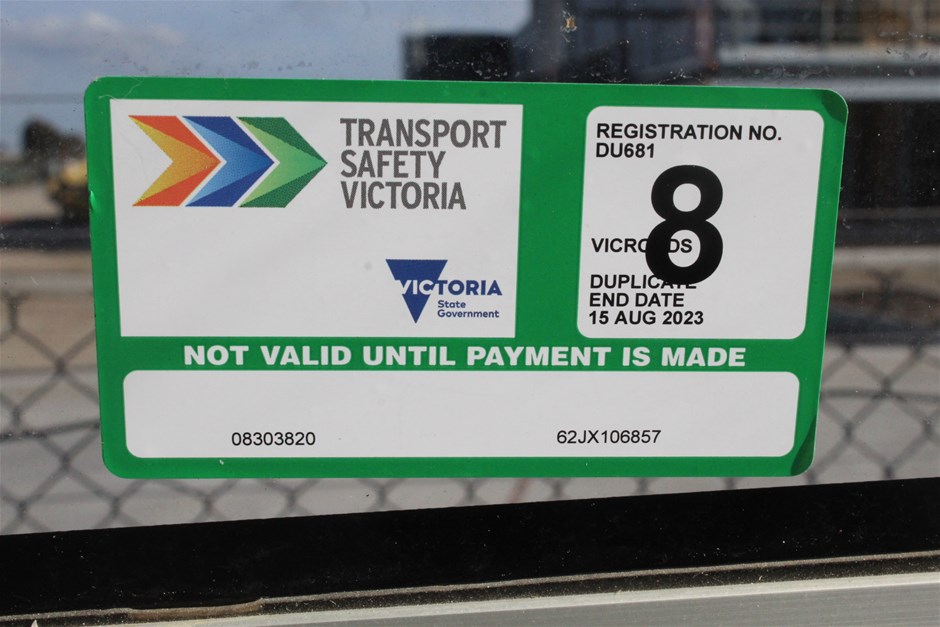 TRANSPORT
SAFETY
VICTORIA
VICTORIA
State
Government
REGISTRATION NO.
DU681
8
VICROADS
DUPLICATE
END DATE
15 AUG 2023
NOT VALID UNTIL PAYMENT IS MADE
08303820
62JX106857